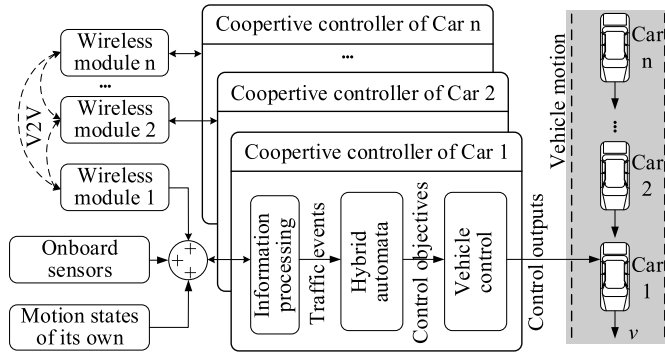 Wireless
module n
...
Wireless
module 2
Wireless
module 1
V2V
Onboard
sensors
Motion states
of its own
+
+
+
+
Coopertive controller of Car n
...
Coopertive controller of Car 2
Coopertive controller of Car 1
Information
processing
Traffic events
Hybrid
automata
Control objectives
Vehicle
control
Control outputs
Vehicle motion
Car
n
...
Car
2
Car
1
v